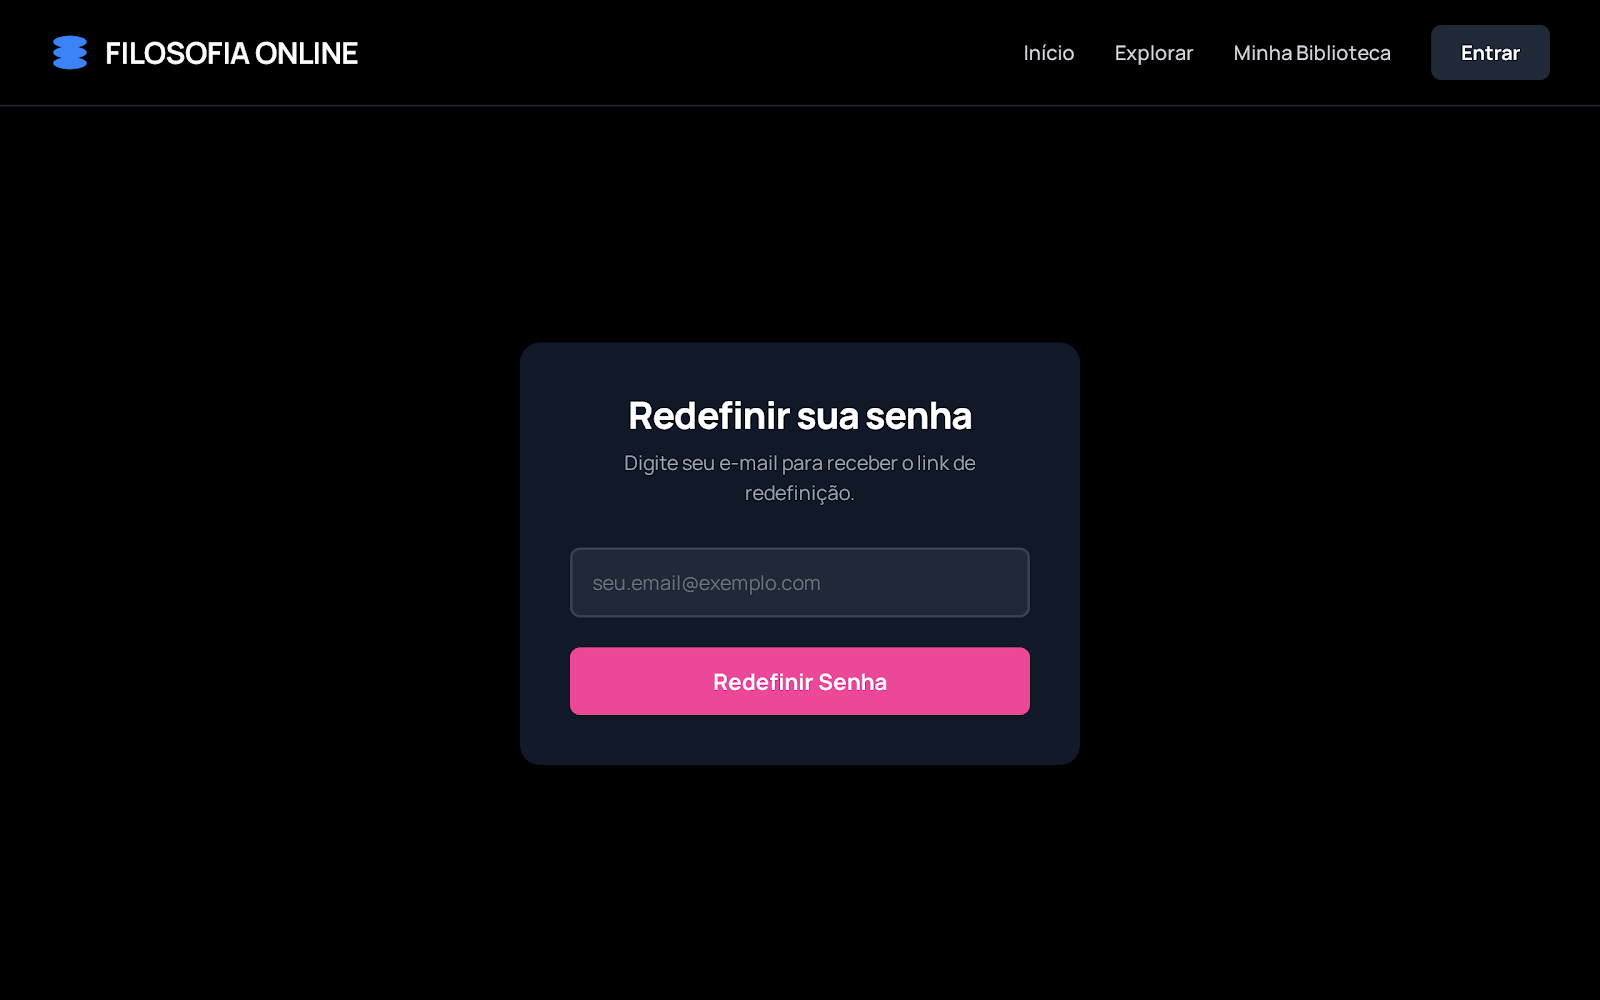 FILOSOFIA ONLINE
Início
Explorar
Minha Biblioteca
Entrar
Redefinir sua senha
Digite seu e-mail para receber o link de
redefinição.
seu.email@exemplo.com
Redefinir Senha